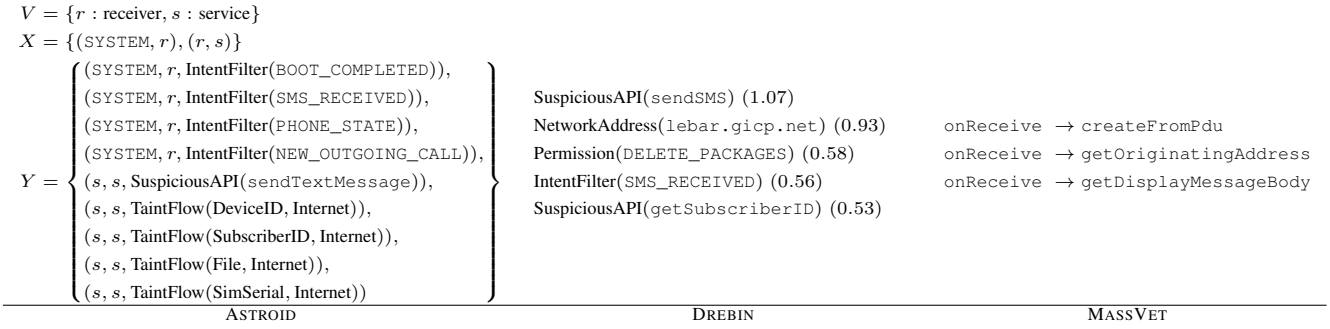 V = {r : receiver, s : service}
X = {(SYSTEM, r), (r, s)}
Y = {
(SYSTEM, r, IntentFilter(BOOT_COMPLETED)),
(SYSTEM, r, IntentFilter(SMS_RECEIVED)),
(SYSTEM, r, IntentFilter(PHONE_STATE)),
(SYSTEM, r, IntentFilter(NEW_OUTGOING_CALL)),
(s, s, SuspiciousAPI(sendTextMessage)),
(s, s, TaintFlow(DeviceID, Internet)),
(s, s, TaintFlow(SubscriberID, Internet)),
(s, s, TaintFlow(File, Internet)),
(s, s, TaintFlow(SimSerial, Internet))
}
ASTROID
SuspiciousAPI(sendSMS) (1.07)
NetworkAddress(lebar.gicp.net) (0.93)
Permission(DELETE_PACKAGES) (0.58)
IntentFilter(SMS_RECEIVED) (0.56)
SuspiciousAPI(getSubscriberID) (0.53)
DREBIN
onReceive → createFromPdu
onReceive → getOriginatingAddress
onReceive → getDisplayMessageBody
MASSVET